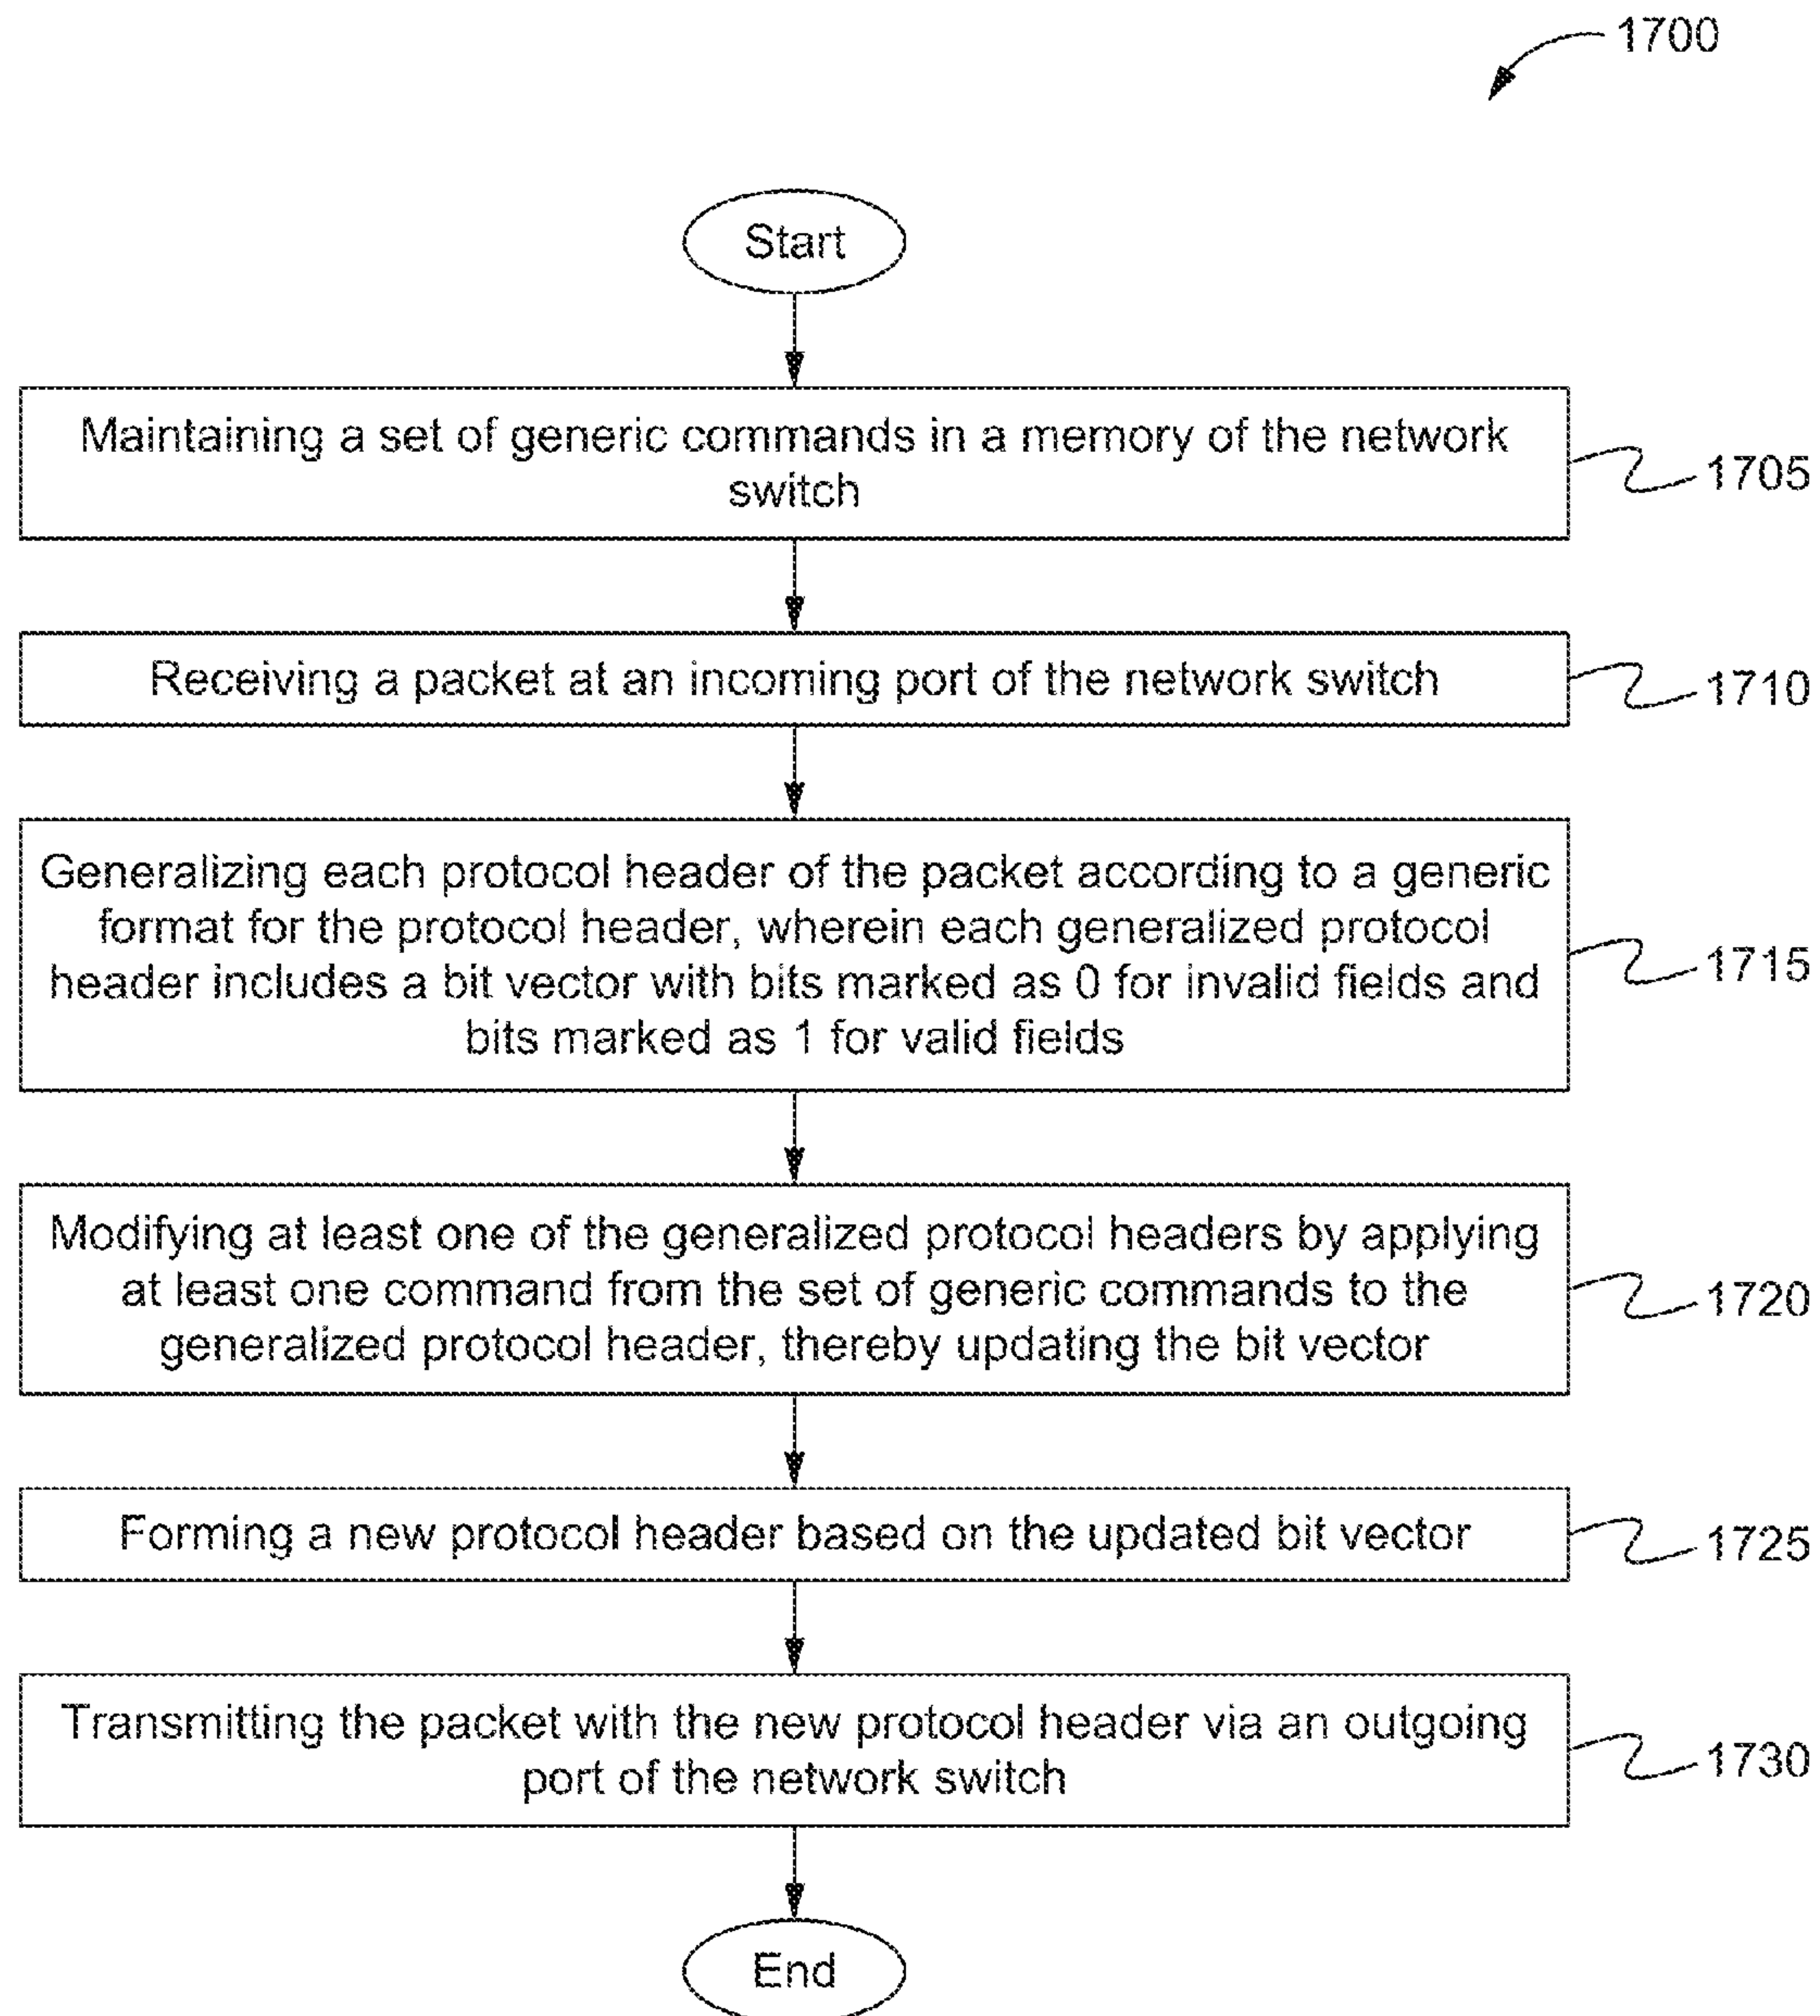 1700
Start
Maintaining a set of generic commands in a memory of the network
switch
1705
Receiving a packet at an incoming port of the network switch
1710
Generalizing each protocol header of the packet according to a generic
format for the protocol header, wherein each generalized protocol
header includes a bit vector with bits marked as 0 for invalid fields and
bits marked as 1 for valid fields
1715
Modifying at least one of the generalized protocol headers by applying
at least one command from the set of generic commands to the
generalized protocol header, thereby updating the bit vector
1720
Forming a new protocol header based on the updated bit vector
1725
Transmitting the packet with the new protocol header via an outgoing
port of the network switch
1730
End